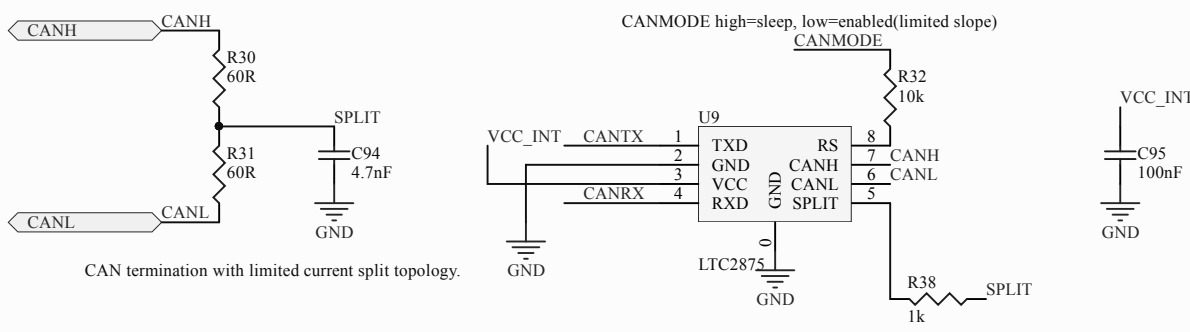 CANH
CANH
R30
60R
SPLIT
R31
60R
C94
4.7nF
GND
CANL
CANL
CAN termination with limited current split topology.
CANMODE high=sleep, low=enabled(limited slope)
CANMODE
R32
10k
U9
VCC_INT
CANTX
1
TXD
RS
8
2
GND
CANH
7
CANH
3
VCC
CANL
6
CANL
CANRX
4
RXD
SPLIT
5
GND
0
LTC2875
GND
GND
R38
1k
SPLIT
VCC_INT
C95
100nF
GND